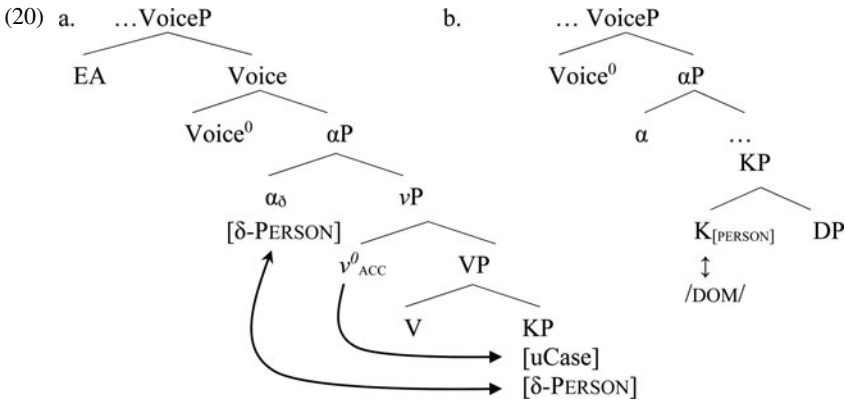 (20) a. …VoiceP b. … VoiceP
EA Voice Voice⁰ αP
Voice⁰ αP α …
αδ vP KP
[δ-PERSON] K[PERSON] DP
v⁰ACC VP ↕
/DOM/
V KP
[uCase]
[δ-PERSON]